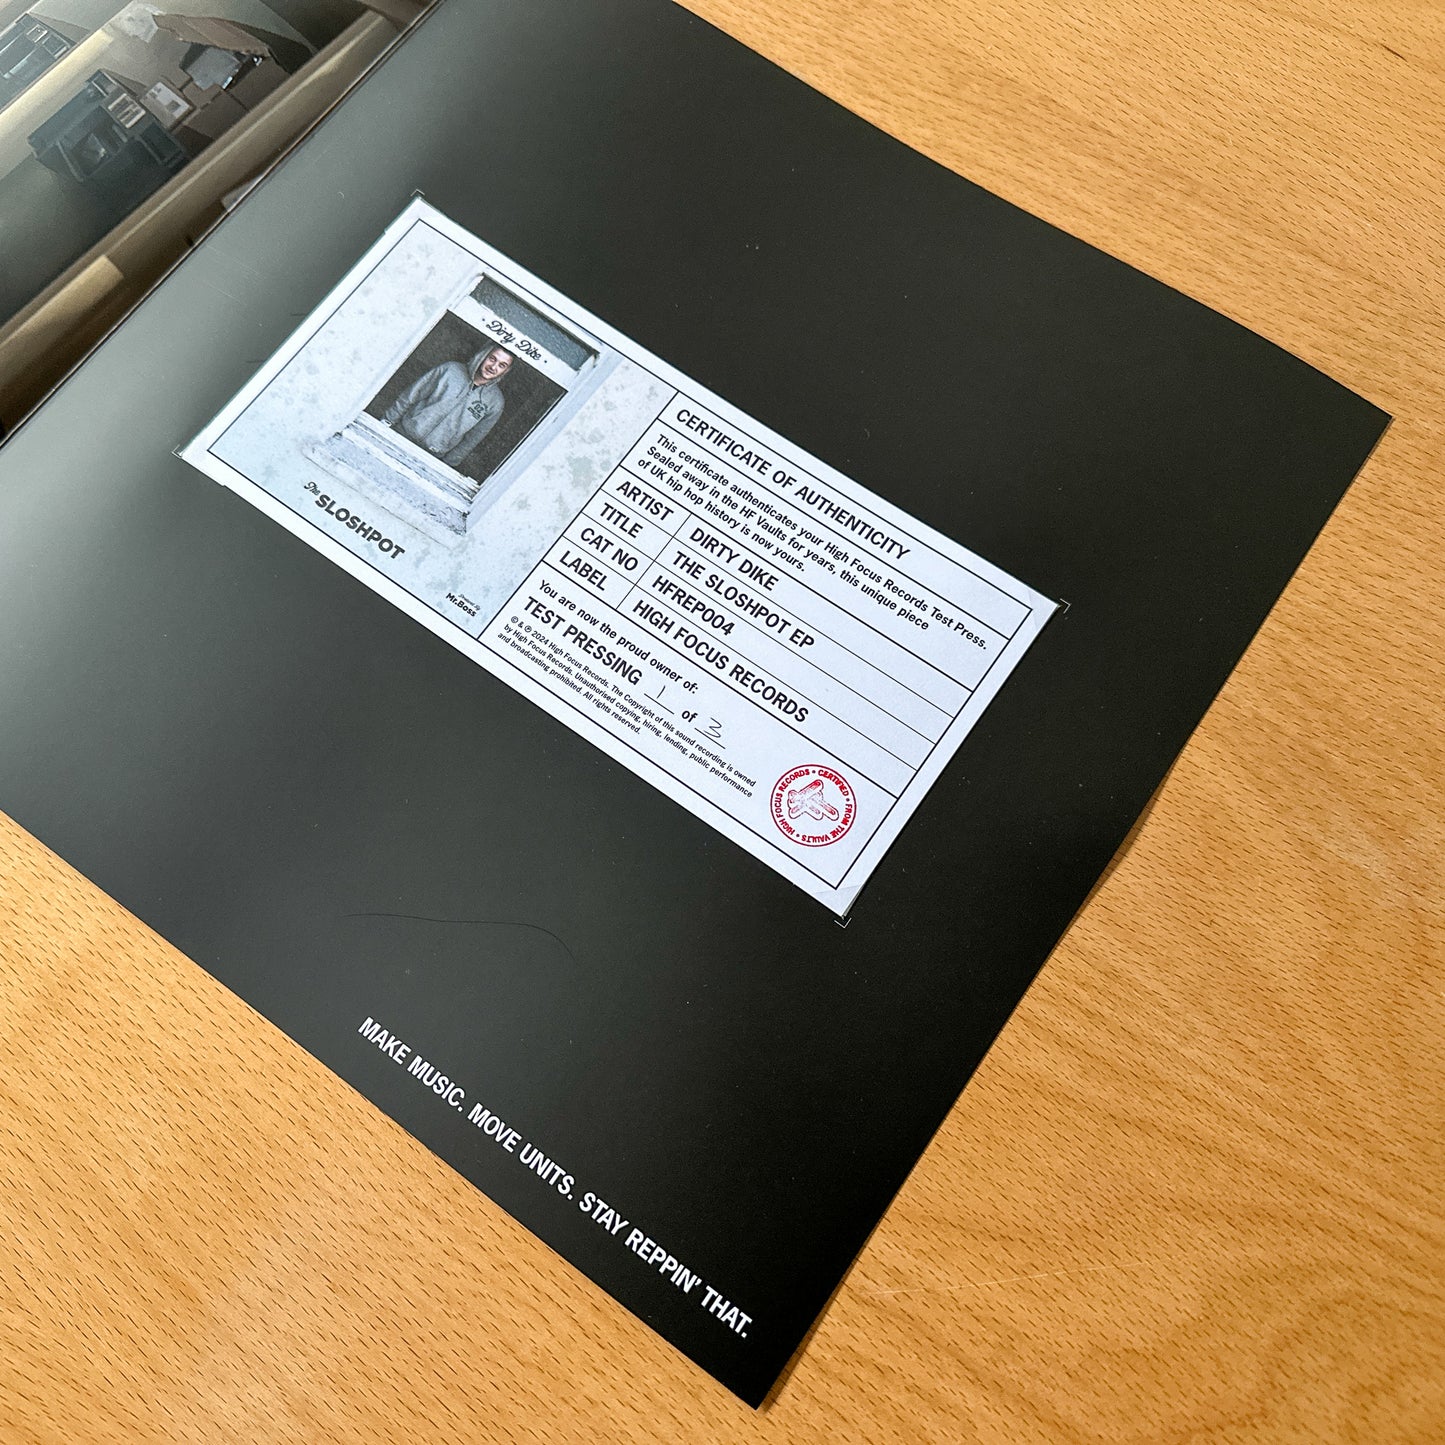 • Dirty Dike •
The SLOSHPOT
Mr.Boss
CERTIFICATE OF AUTHENTICITY
This certificate authenticates your High Focus Records Test Press.
Sealed away in the HF Vaults for years, this unique piece
of UK hip hop history is now yours.
ARTIST DIRTY DIKE
TITLE THE SLOSHPOT EP
CAT NO HFREP004
LABEL HIGH FOCUS RECORDS
You are now the proud owner of:
TEST PRESSING 1 of 3
© & ℗ 2024 High Focus Records. The Copyright of this sound recording is owned
by High Focus Records. Unauthorised copying, hiring, lending, public performance
and broadcasting prohibited. All rights reserved.
HIGH FOCUS RECORDS • CERTIFIED • FROM THE VAULTS •
MAKE MUSIC. MOVE UNITS. STAY REPPIN' THAT.